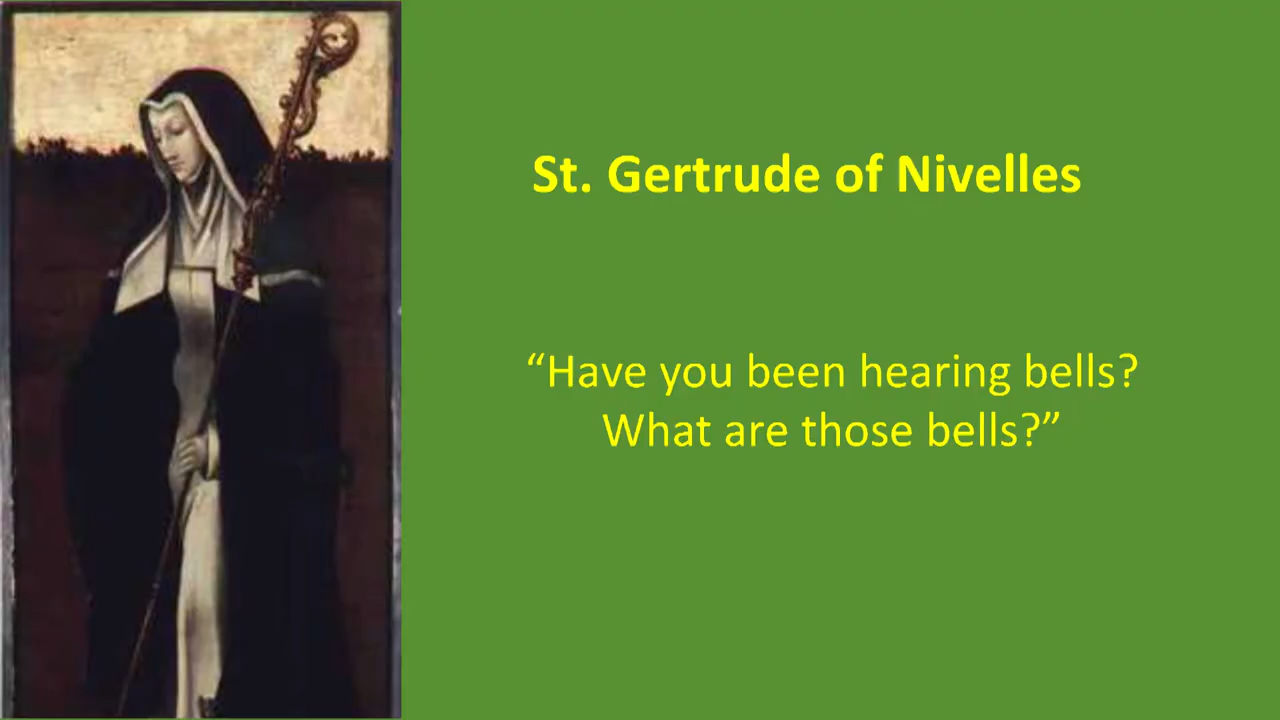 St. Gertrude of Nivelles
“Have you been hearing bells?
What are those bells?”